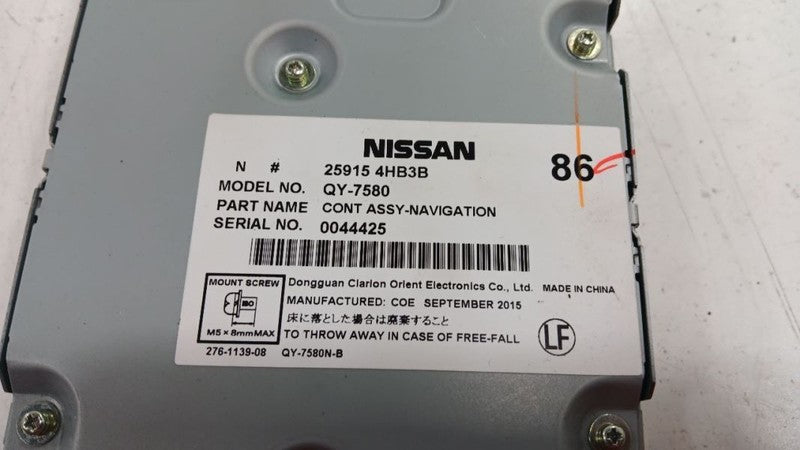 NISSAN
N # 25915 4HB3B
86
MODEL NO. QY-7580
PART NAME CONT ASSY-NAVIGATION
SERIAL NO. 0044425
MOUNT SCREW
ISO
M5×8mmMAX
Dongguan Clarion Orient Electronics Co., Ltd. MADE IN CHINA
MANUFACTURED: COE SEPTEMBER 2015
床に落とした場合は廃棄すること
TO THROW AWAY IN CASE OF FREE-FALL
LF
276-1139-08 QY-7580N-B